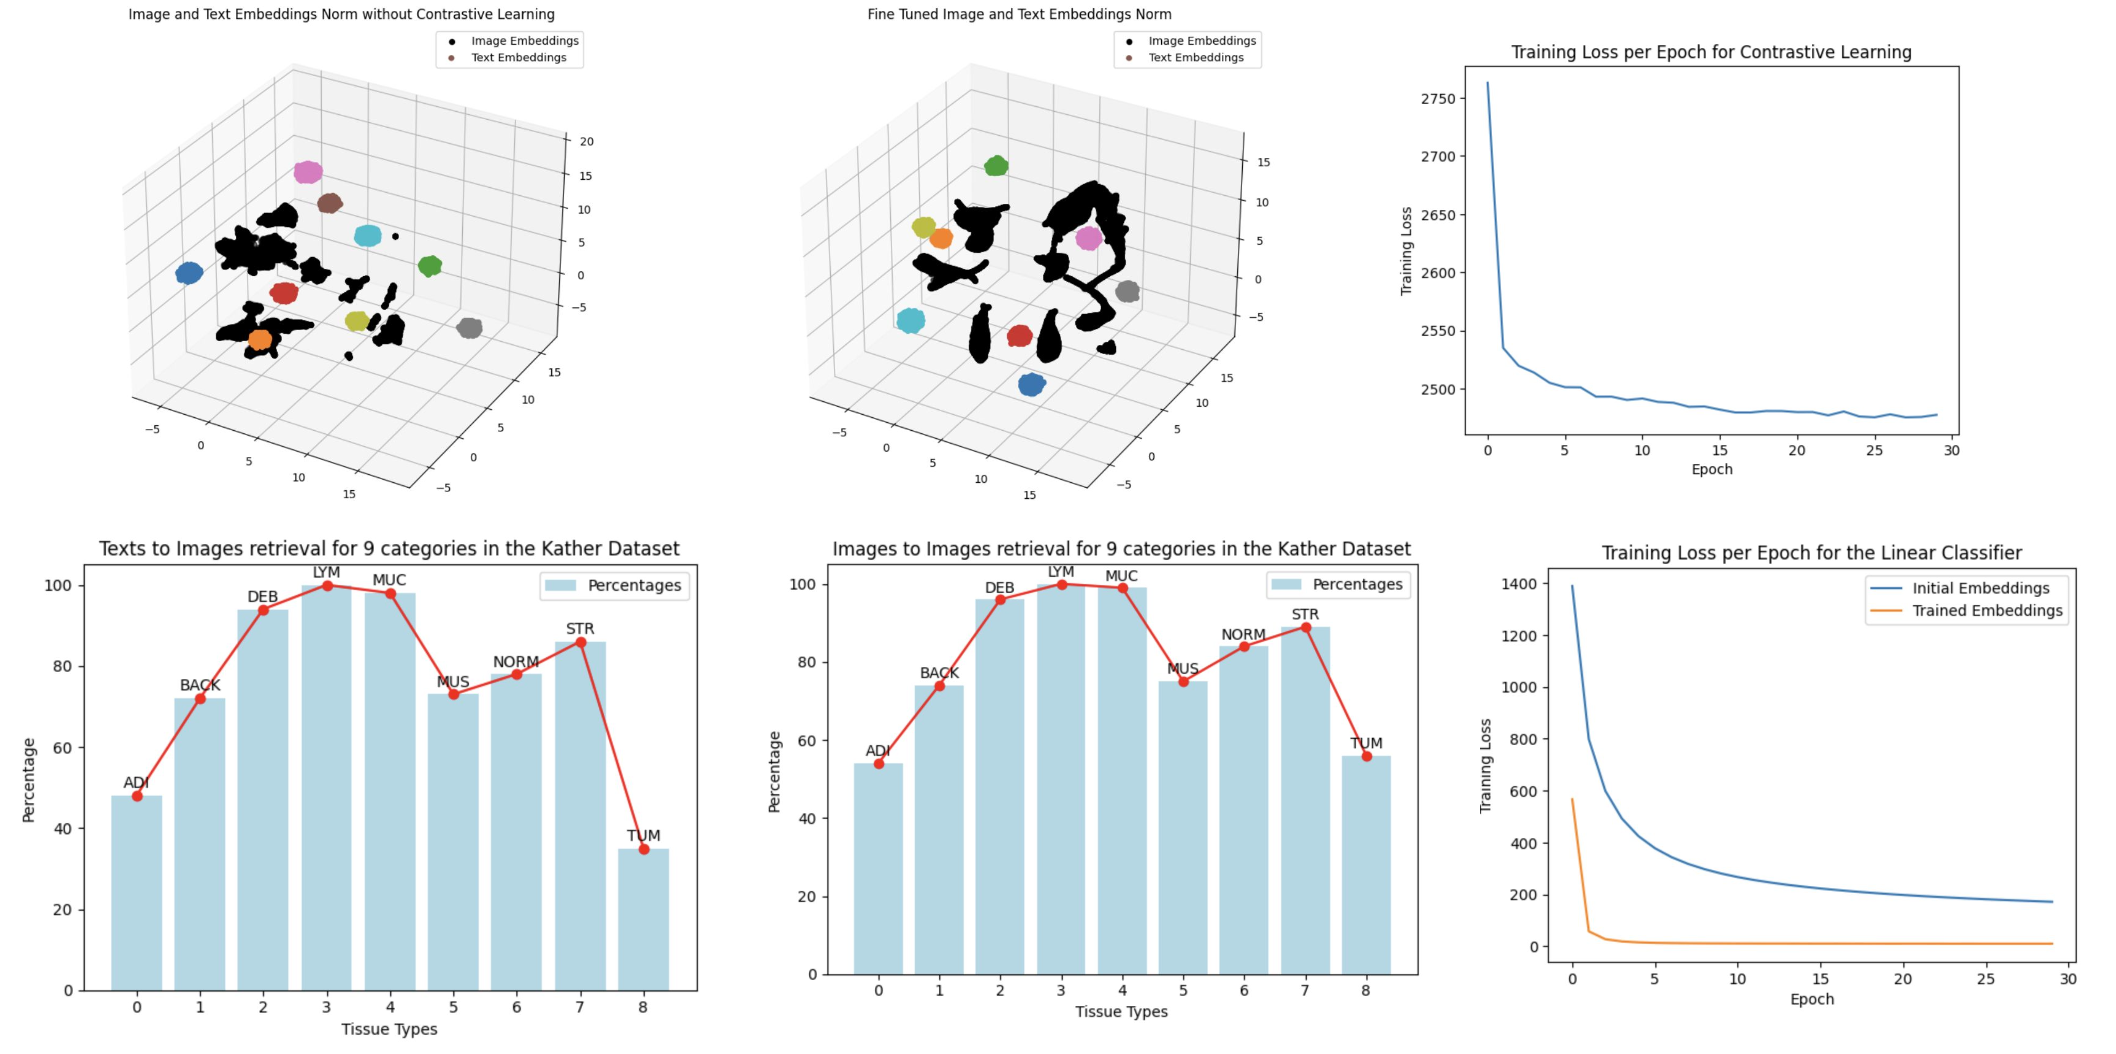 Image and Text Embeddings Norm without Contrastive Learning
Image Embeddings
Text Embeddings
20
15
10
5
0
−5
−5
0
5
10
15
−5
0
5
10
15
Fine Tuned Image and Text Embeddings Norm
Image Embeddings
Text Embeddings
15
10
5
0
−5
−5
0
5
10
15
−5
0
5
10
15
Training Loss per Epoch for Contrastive Learning
Training Loss
2750
2700
2650
2600
2550
2500
0 5 10 15 20 25 30
Epoch
Texts to Images retrieval for 9 categories in the Kather Dataset
Percentages
Percentage
100
80
60
40
20
0
ADI
BACK
DEB
LYM
MUC
MUS
NORM
STR
TUM
0 1 2 3 4 5 6 7 8
Tissue Types
Images to Images retrieval for 9 categories in the Kather Dataset
Percentages
Percentage
100
80
60
40
20
0
ADI
BACK
DEB
LYM
MUC
MUS
NORM
STR
TUM
0 1 2 3 4 5 6 7 8
Tissue Types
Training Loss per Epoch for the Linear Classifier
Initial Embeddings
Trained Embeddings
Training Loss
1400
1200
1000
800
600
400
200
0
0 5 10 15 20 25 30
Epoch